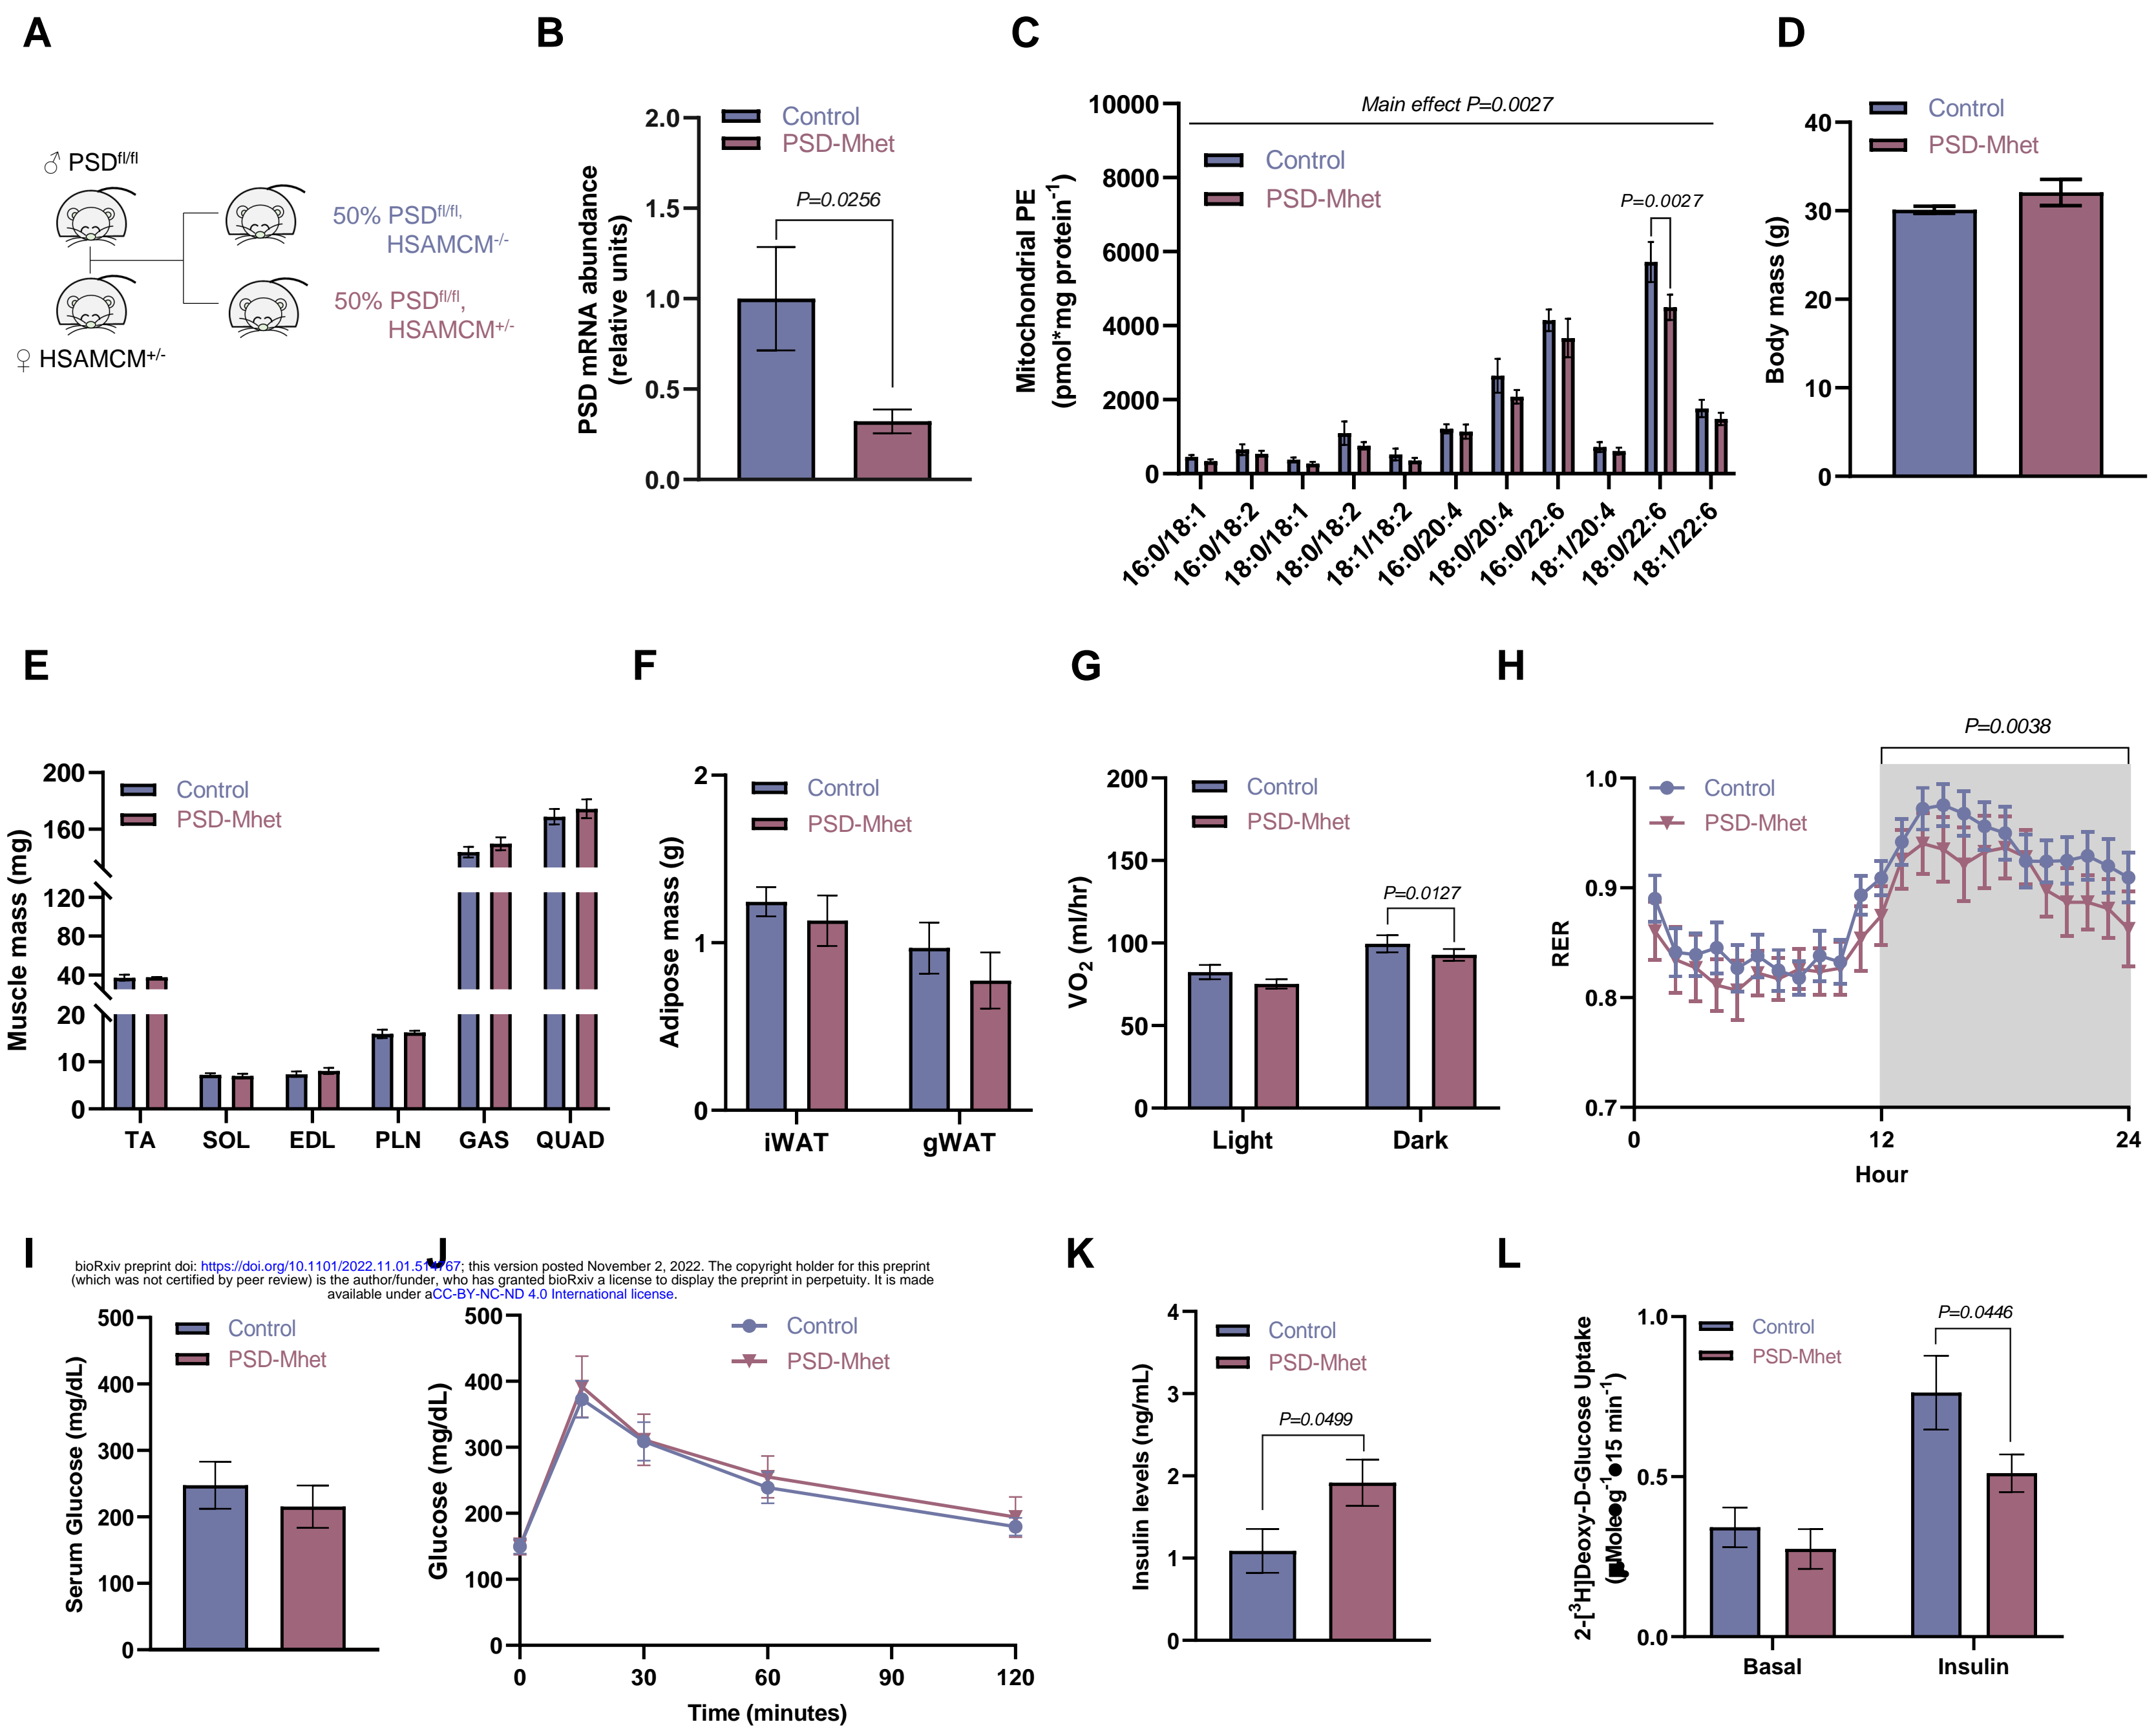 A
♂ PSDfl/fl
♀ HSAMCM+/-
50% PSDfl/fl,
HSAMCM-/-
50% PSDfl/fl,
HSAMCM+/-
B
Control
PSD-Mhet
P=0.0256
PSD mRNA abundance
(relative units)
2.0
1.5
1.0
0.5
0.0
C
Main effect P=0.0027
Control
PSD-Mhet
P=0.0027
Mitochondrial PE
(pmol*mg protein-1)
10000
8000
6000
4000
2000
0
16:0/18:1
16:0/18:2
18:0/18:1
18:0/18:2
18:1/18:2
16:0/20:4
18:0/20:4
16:0/22:6
18:1/20:4
18:0/22:6
18:1/22:6
D
Control
PSD-Mhet
Body mass (g)
40
30
20
10
0
E
Control
PSD-Mhet
Muscle mass (mg)
200
160
120
80
40
20
10
0
TA SOL EDL PLN GAS QUAD
F
Control
PSD-Mhet
Adipose mass (g)
2
1
0
iWAT gWAT
G
Control
PSD-Mhet
P=0.0127
VO2 (ml/hr)
200
150
100
50
0
Light Dark
H
P=0.0038
Control
PSD-Mhet
RER
1.0
0.9
0.8
0.7
0 12 24
Hour
I
bioRxiv preprint doi: https://doi.org/10.1101/2022.11.01.514767; this version posted November 2, 2022. The copyright holder for this preprint
(which was not certified by peer review) is the author/funder, who has granted bioRxiv a license to display the preprint in perpetuity. It is made
available under aCC-BY-NC-ND 4.0 International license.
Control
PSD-Mhet
Serum Glucose (mg/dL)
500
400
300
200
100
0
J
Control
PSD-Mhet
Glucose (mg/dL)
500
400
300
200
100
0
0 30 60 90 120
Time (minutes)
K
Control
PSD-Mhet
P=0.0499
Insulin levels (ng/mL)
4
3
2
1
0
L
Control
PSD-Mhet
P=0.0446
2-[3H]Deoxy-D-Glucose Uptake
Mole●g-1●15 min-1)
1.0
0.5
0.0
Basal Insulin